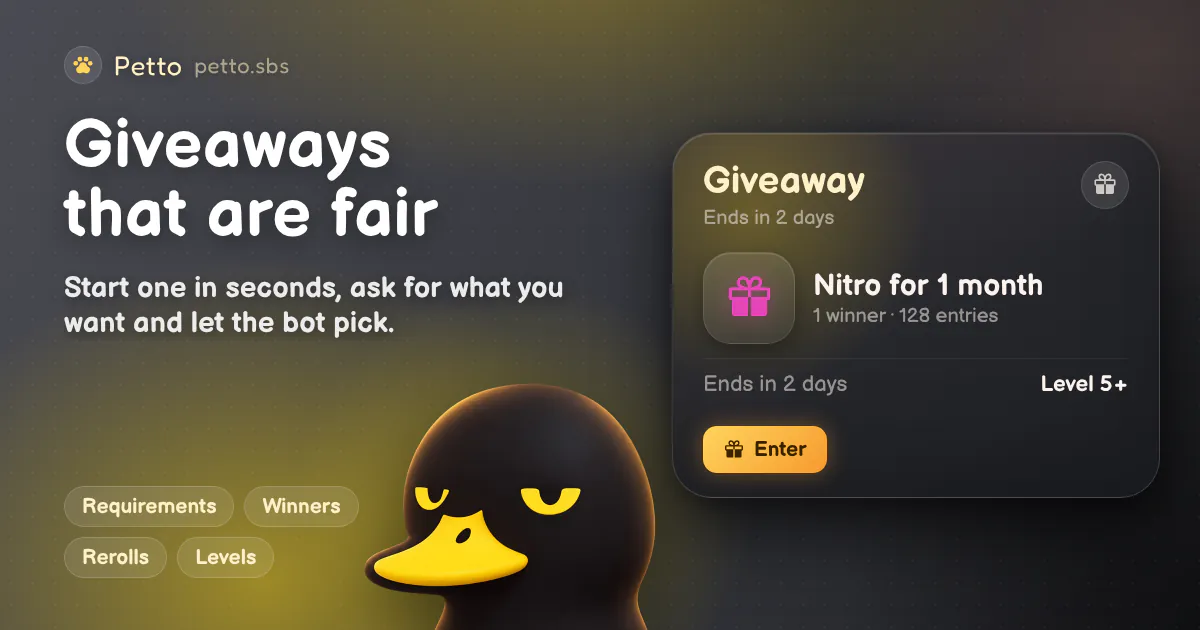 Petto petto.sbs
Giveaways
that are fair
Start one in seconds, ask for what you
want and let the bot pick.
Requirements Winners
Rerolls Levels
Giveaway
Ends in 2 days
Nitro for 1 month
1 winner · 128 entries
Ends in 2 days Level 5+
Enter